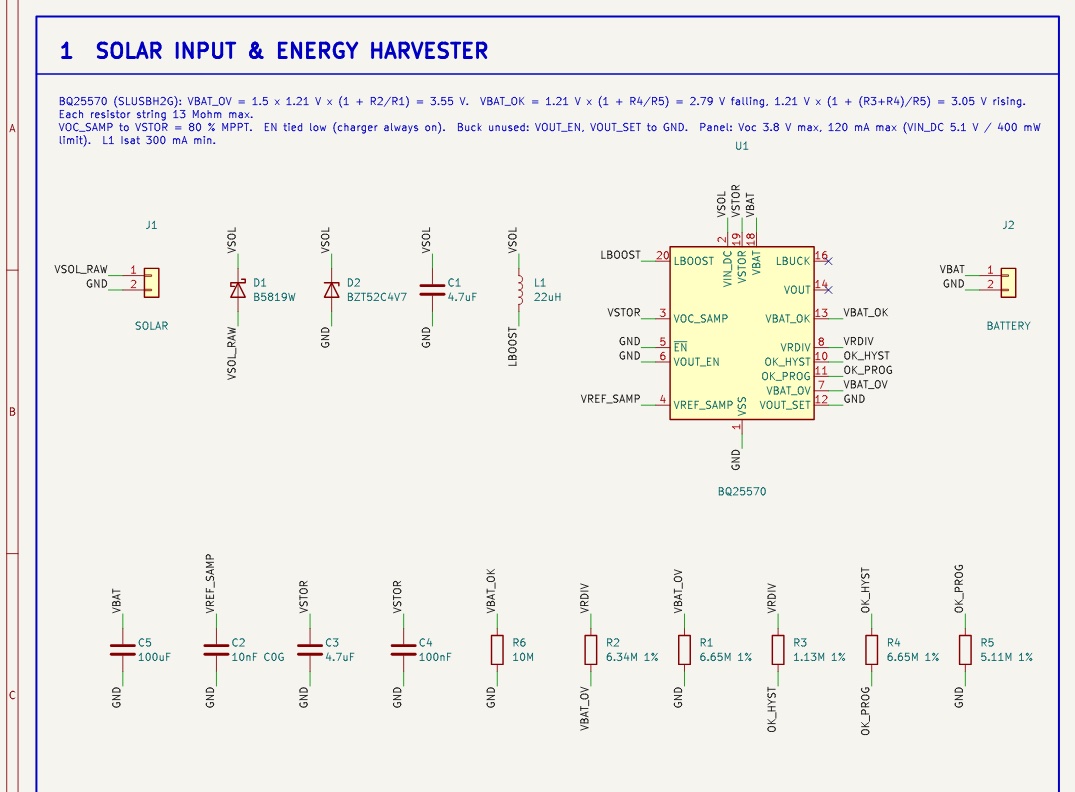 1 SOLAR INPUT & ENERGY HARVESTER
BQ25570 (SLUSBH2G): VBAT_OV = 1.5 x 1.21 V x (1 + R2/R1) = 3.55 V. VBAT_OK = 1.21 V x (1 + R4/R5) = 2.79 V falling, 1.21 V x (1 + (R3+R4)/R5) = 3.05 V rising.
Each resistor string 13 Mohm max.
VOC_SAMP to VSTOR = 80 % MPPT. EN tied low (charger always on). Buck unused: VOUT_EN, VOUT_SET to GND. Panel: Voc 3.8 V max, 120 mA max (VIN_DC 5.1 V / 400 mW
limit). L1 Isat 300 mA min.
A
B
C
J1
VSOL_RAW 1
GND 2
SOLAR
VSOL
D1
B5819W
VSOL_RAW
VSOL
D2
BZT52C4V7
GND
VSOL
C1
4.7uF
GND
VSOL
L1
22uH
LBOOST
U1
VSOL
VSTOR
VBAT
2
19
18
VIN_DC
VSTOR
VBAT
LBOOST 20 LBOOST
VSTOR 3 VOC_SAMP
GND 5 EN
GND 6 VOUT_EN
VREF_SAMP 4 VREF_SAMP
LBUCK 16
VOUT 14
VBAT_OK 13 VBAT_OK
VRDIV 8 VRDIV
OK_HYST 10 OK_HYST
OK_PROG 11 OK_PROG
VBAT_OV 7 VBAT_OV
VOUT_SET 12 GND
VSS
1
GND
BQ25570
J2
VBAT 1
GND 2
BATTERY
VBAT
C5
100uF
GND
VREF_SAMP
C2
10nF C0G
GND
VSTOR
C3
4.7uF
GND
VSTOR
C4
100nF
GND
VBAT_OK
R6
10M
GND
VRDIV
R2
6.34M 1%
VBAT_OV
VBAT_OV
R1
6.65M 1%
GND
VRDIV
R3
1.13M 1%
OK_HYST
OK_HYST
R4
6.65M 1%
OK_PROG
OK_PROG
R5
5.11M 1%
GND